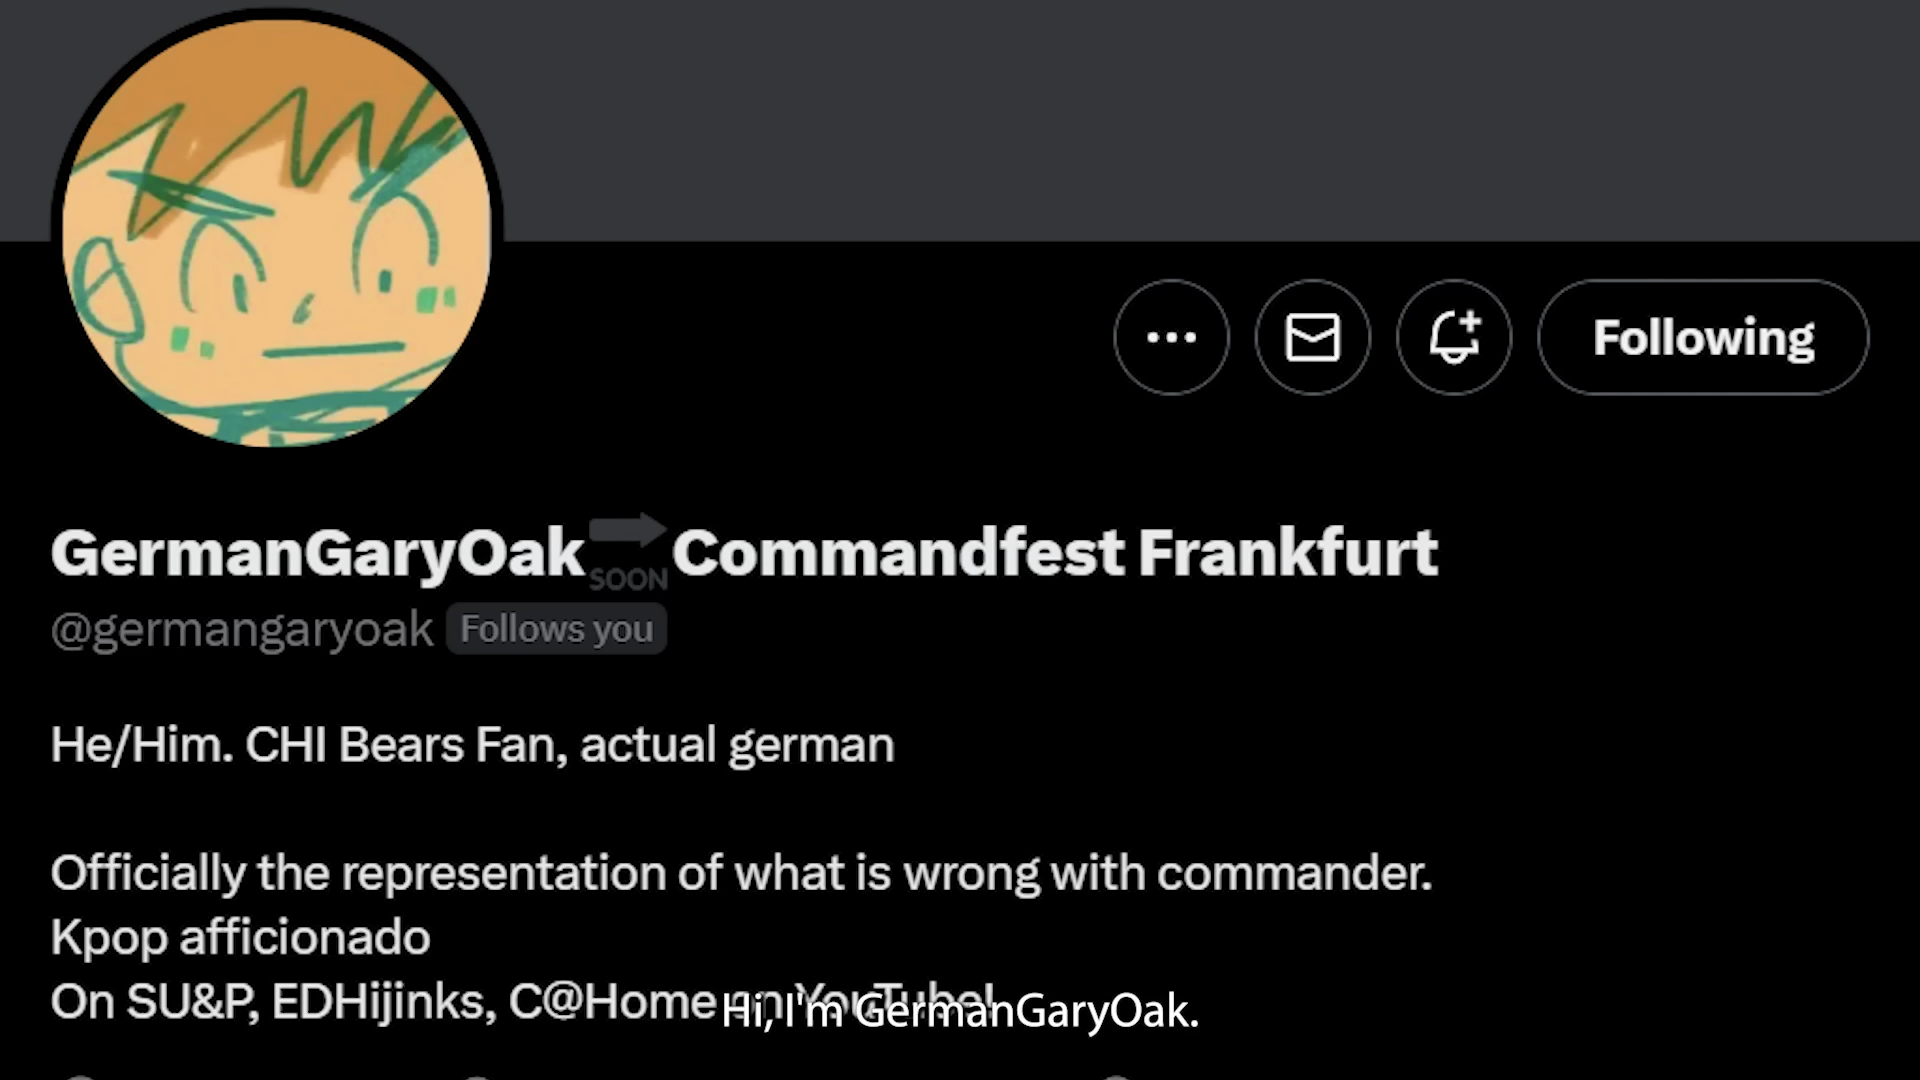 Following
GermanGaryOak SOON Commandfest Frankfurt
@germangaryoak Follows you
He/Him. CHI Bears Fan, actual german
Officially the representation of what is wrong with commander.
Kpop afficionado
On SU&P, EDHijinks, C@Home on YouTube!
Hi, I'm GermanGaryOak.